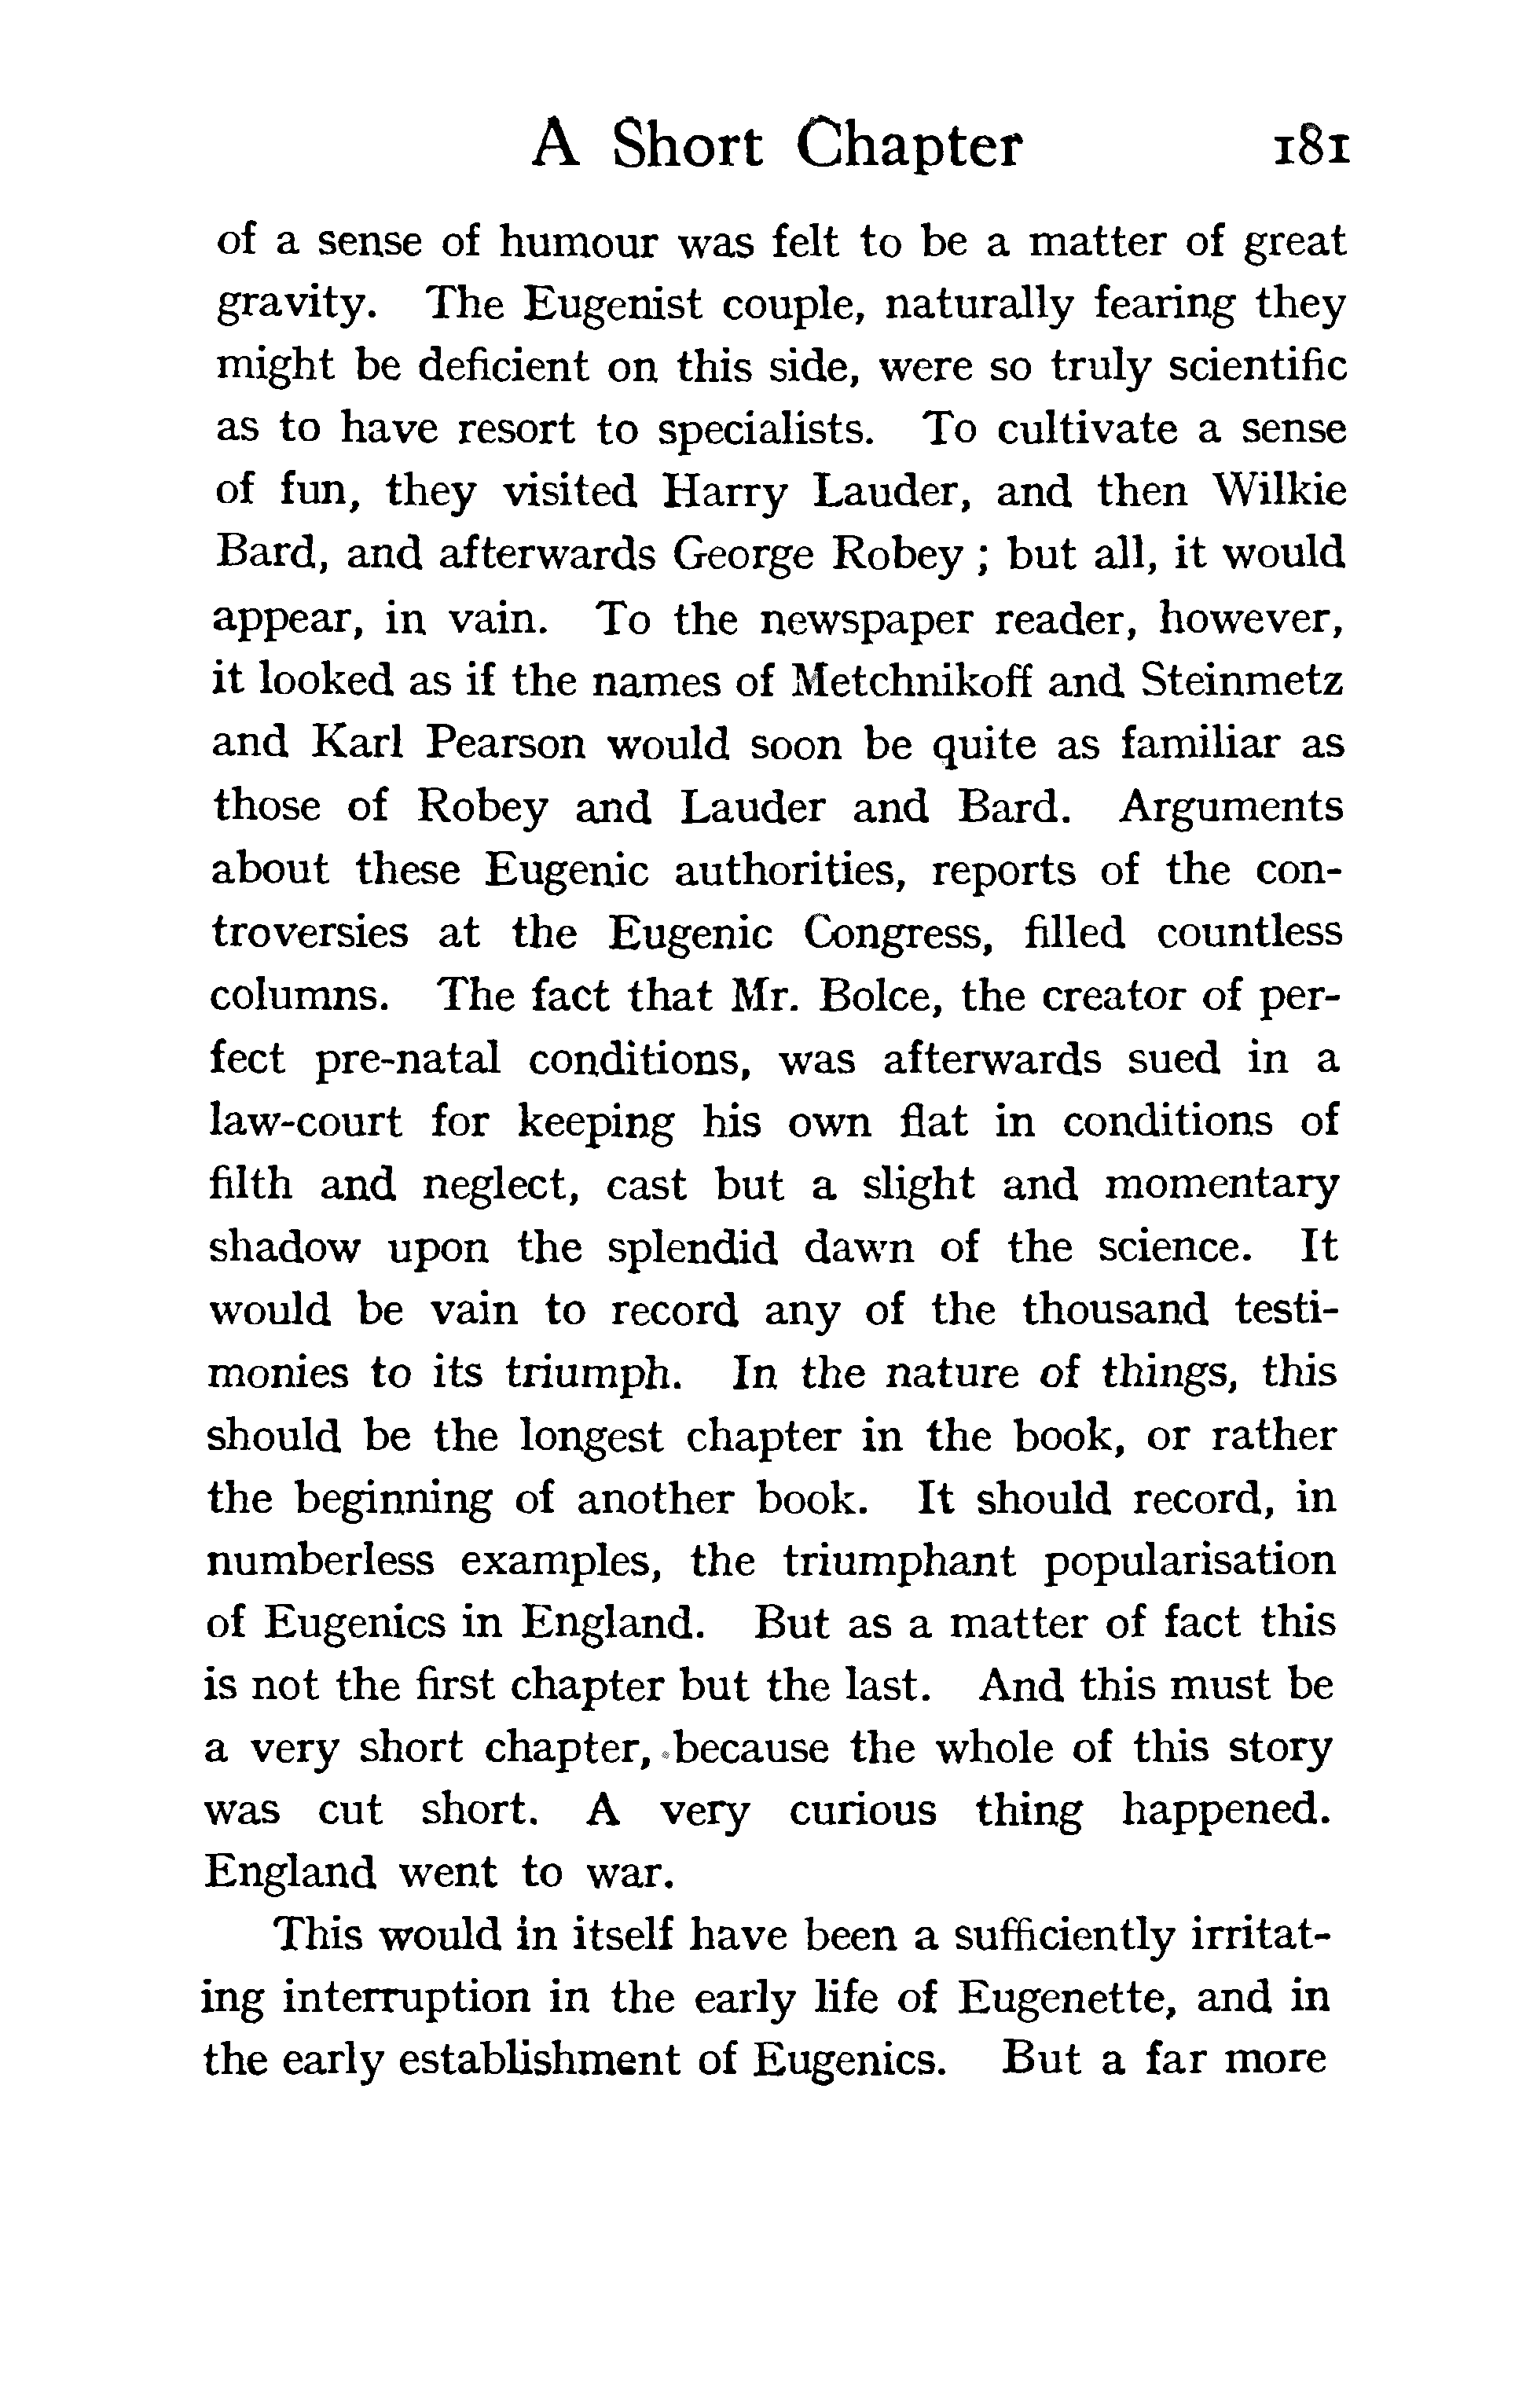 A Short Chapter 181
of a sense of humour was felt to be a matter of great
gravity. The Eugenist couple, naturally fearing they
might be deficient on this side, were so truly scientific
as to have resort to specialists. To cultivate a sense
of fun, they visited Harry Lauder, and then Wilkie
Bard, and afterwards George Robey ; but all, it would
appear, in vain. To the newspaper reader, however,
it looked as if the names of Metchnikoff and Steinmetz
and Karl Pearson would soon be quite as familiar as
those of Robey and Lauder and Bard. Arguments
about these Eugenic authorities, reports of the con-
troversies at the Eugenic Congress, filled countless
columns. The fact that Mr. Bolce, the creator of per-
fect pre-natal conditions, was afterwards sued in a
law-court for keeping his own flat in conditions of
filth and neglect, cast but a slight and momentary
shadow upon the splendid dawn of the science. It
would be vain to record any of the thousand testi-
monies to its triumph. In the nature of things, this
should be the longest chapter in the book, or rather
the beginning of another book. It should record, in
numberless examples, the triumphant popularisation
of Eugenics in England. But as a matter of fact this
is not the first chapter but the last. And this must be
a very short chapter, because the whole of this story
was cut short. A very curious thing happened.
England went to war.
This would in itself have been a sufficiently irritat-
ing interruption in the early life of Eugenette, and in
the early establishment of Eugenics. But a far more